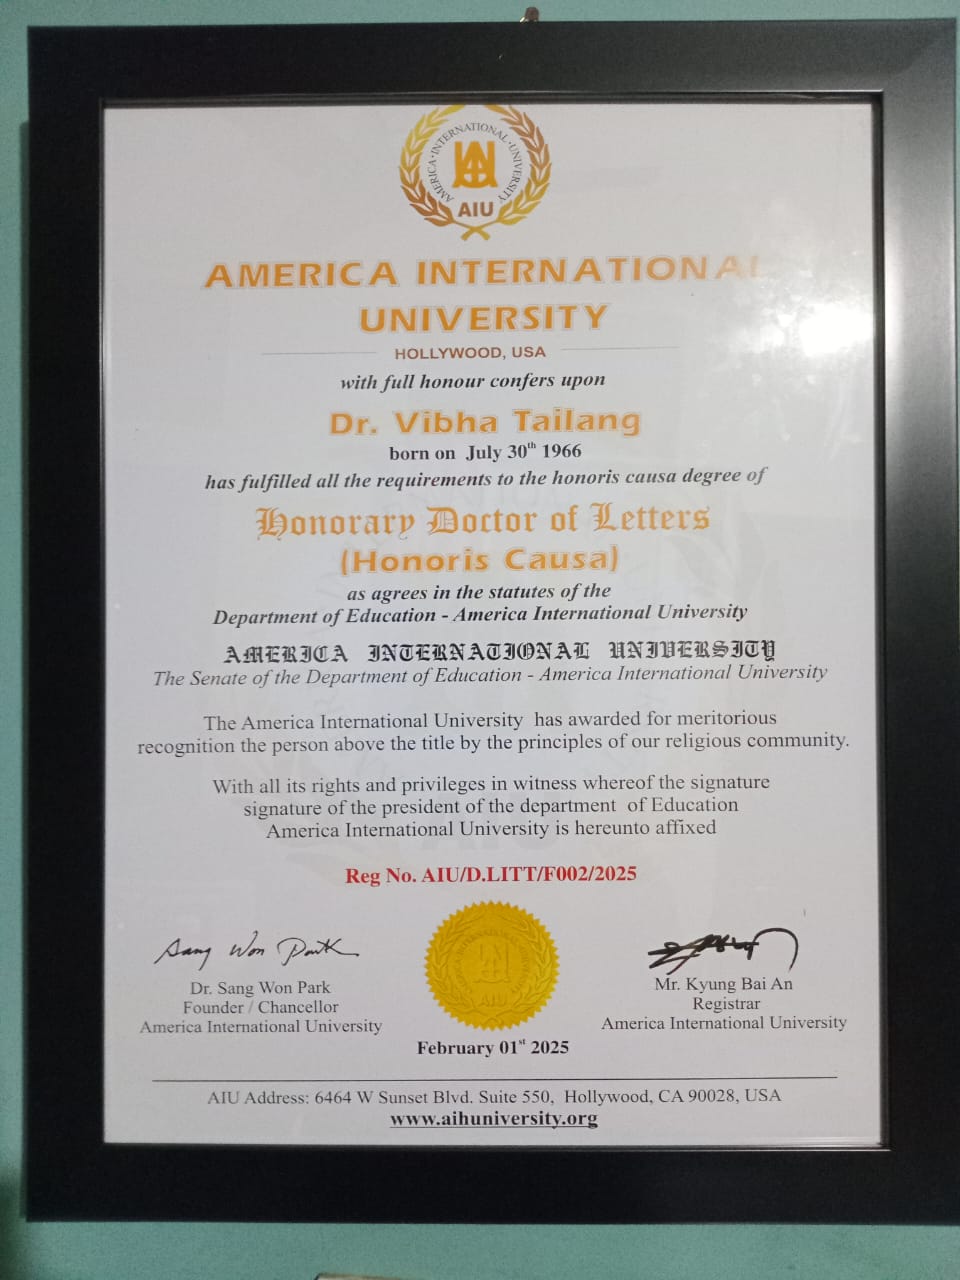 AMERICA·INTERNATIONAL·UNIVERSITY
AIU
AMERICA INTERNATIONAL
UNIVERSITY
HOLLYWOOD, USA
with full honour confers upon
Dr. Vibha Tailang
born on July 30th 1966
has fulfilled all the requirements to the honoris causa degree of
Honorary Doctor of Letters
(Honoris Causa)
as agrees in the statutes of the
Department of Education - America International University
AMERICA INTERNATIONAL UNIVERSITY
The Senate of the Department of Education - America International University
The America International University has awarded for meritorious
recognition the person above the title by the principles of our religious community.
With all its rights and privileges in witness whereof the signature
signature of the president of the department of Education
America International University is hereunto affixed
Reg No. AIU/D.LITT/F002/2025
Sang Won Park
Dr. Sang Won Park
Founder / Chancellor
America International University
AIU
Mr. Kyung Bai An
Registrar
America International University
February 01st 2025
AIU Address: 6464 W Sunset Blvd. Suite 550, Hollywood, CA 90028, USA
www.aihuniversity.org